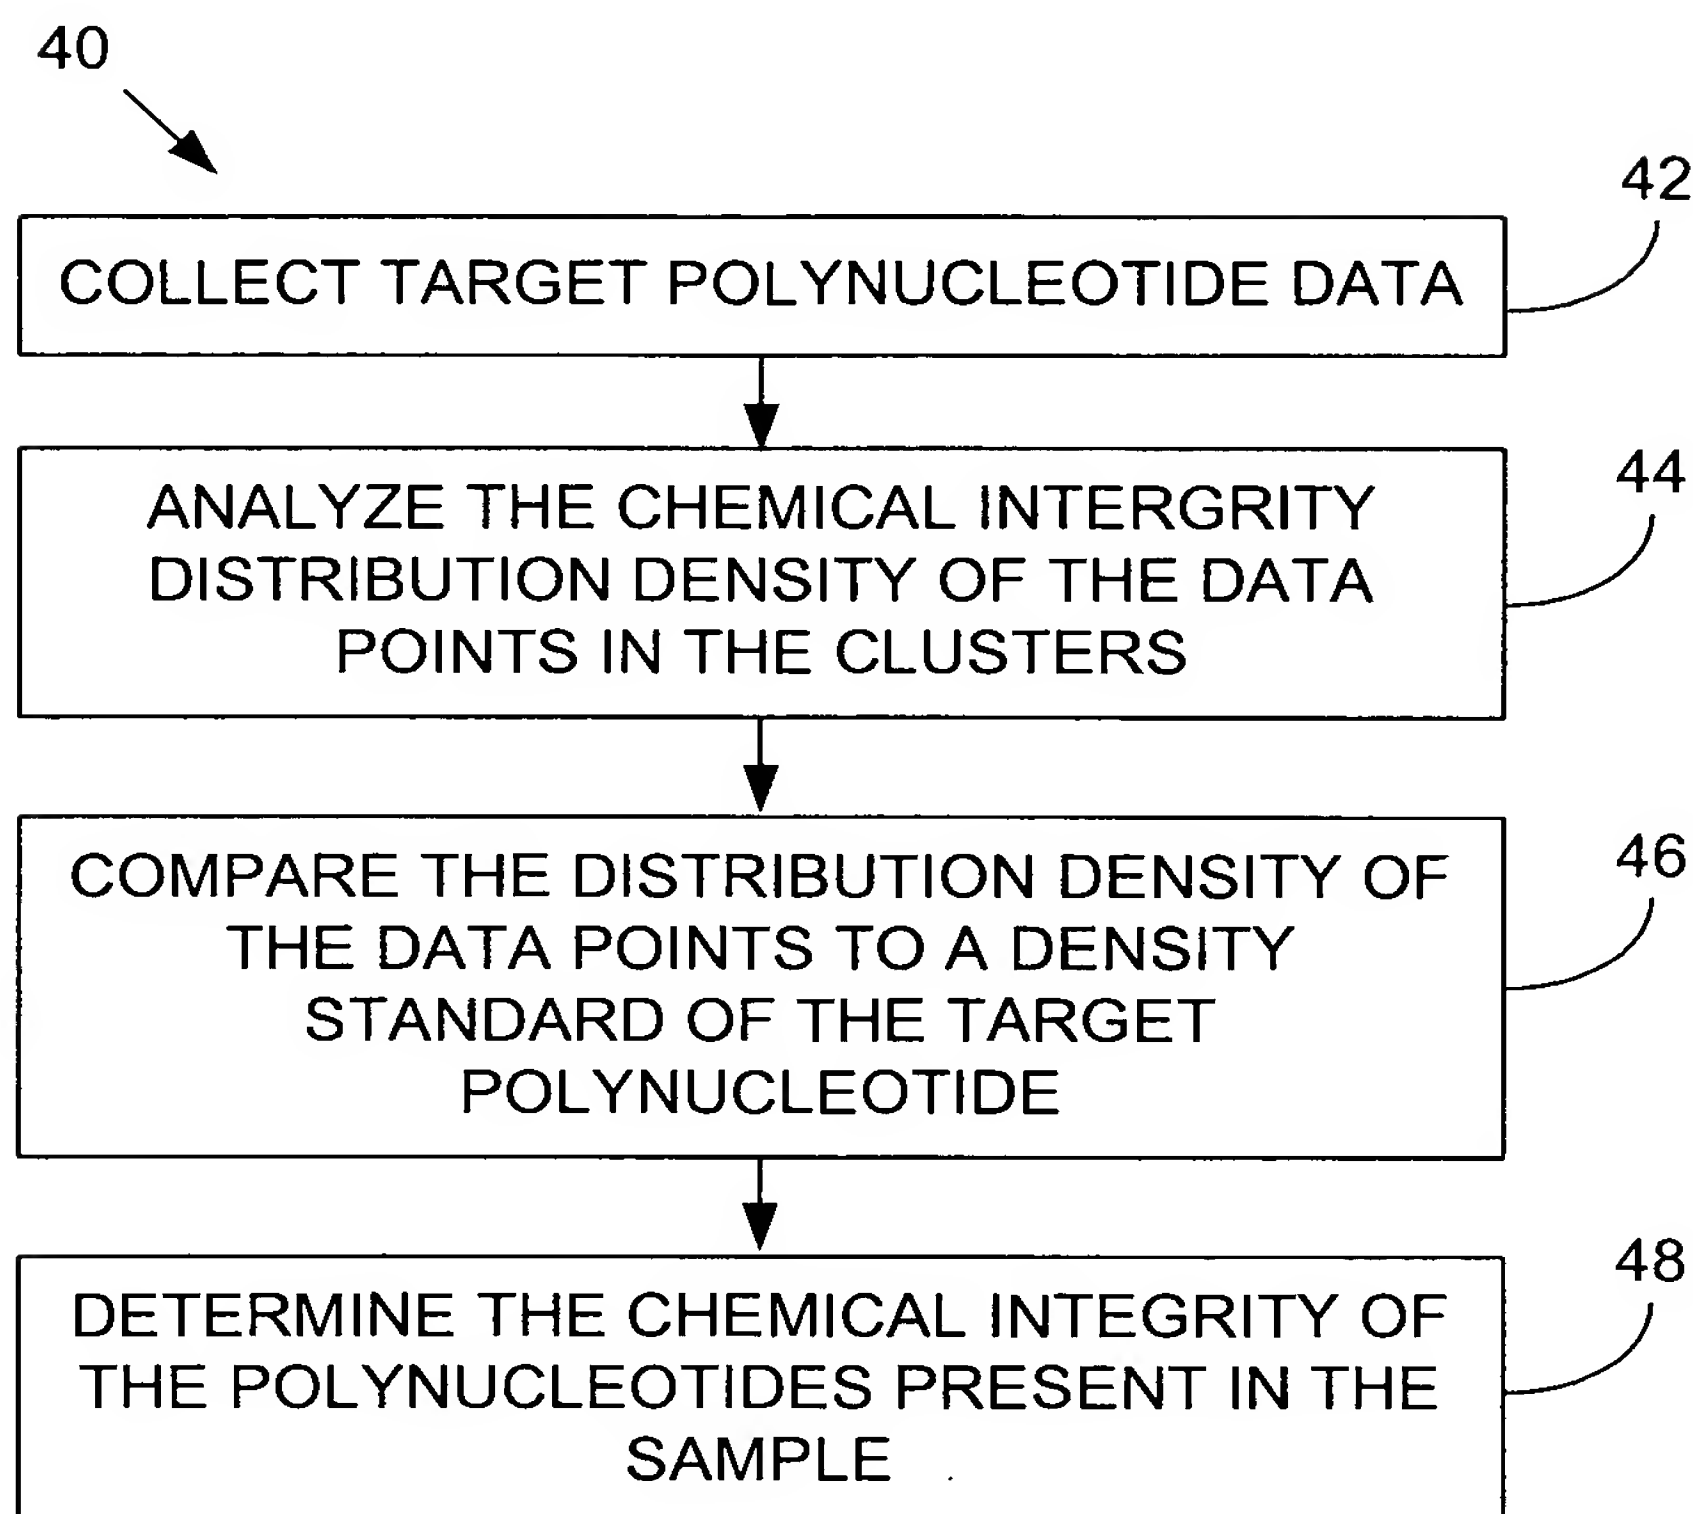 40
42
COLLECT TARGET POLYNUCLEOTIDE DATA
44
ANALYZE THE CHEMICAL INTERGRITY
DISTRIBUTION DENSITY OF THE DATA
POINTS IN THE CLUSTERS
46
COMPARE THE DISTRIBUTION DENSITY OF
THE DATA POINTS TO A DENSITY
STANDARD OF THE TARGET
POLYNUCLEOTIDE
48
DETERMINE THE CHEMICAL INTEGRITY OF
THE POLYNUCLEOTIDES PRESENT IN THE
SAMPLE